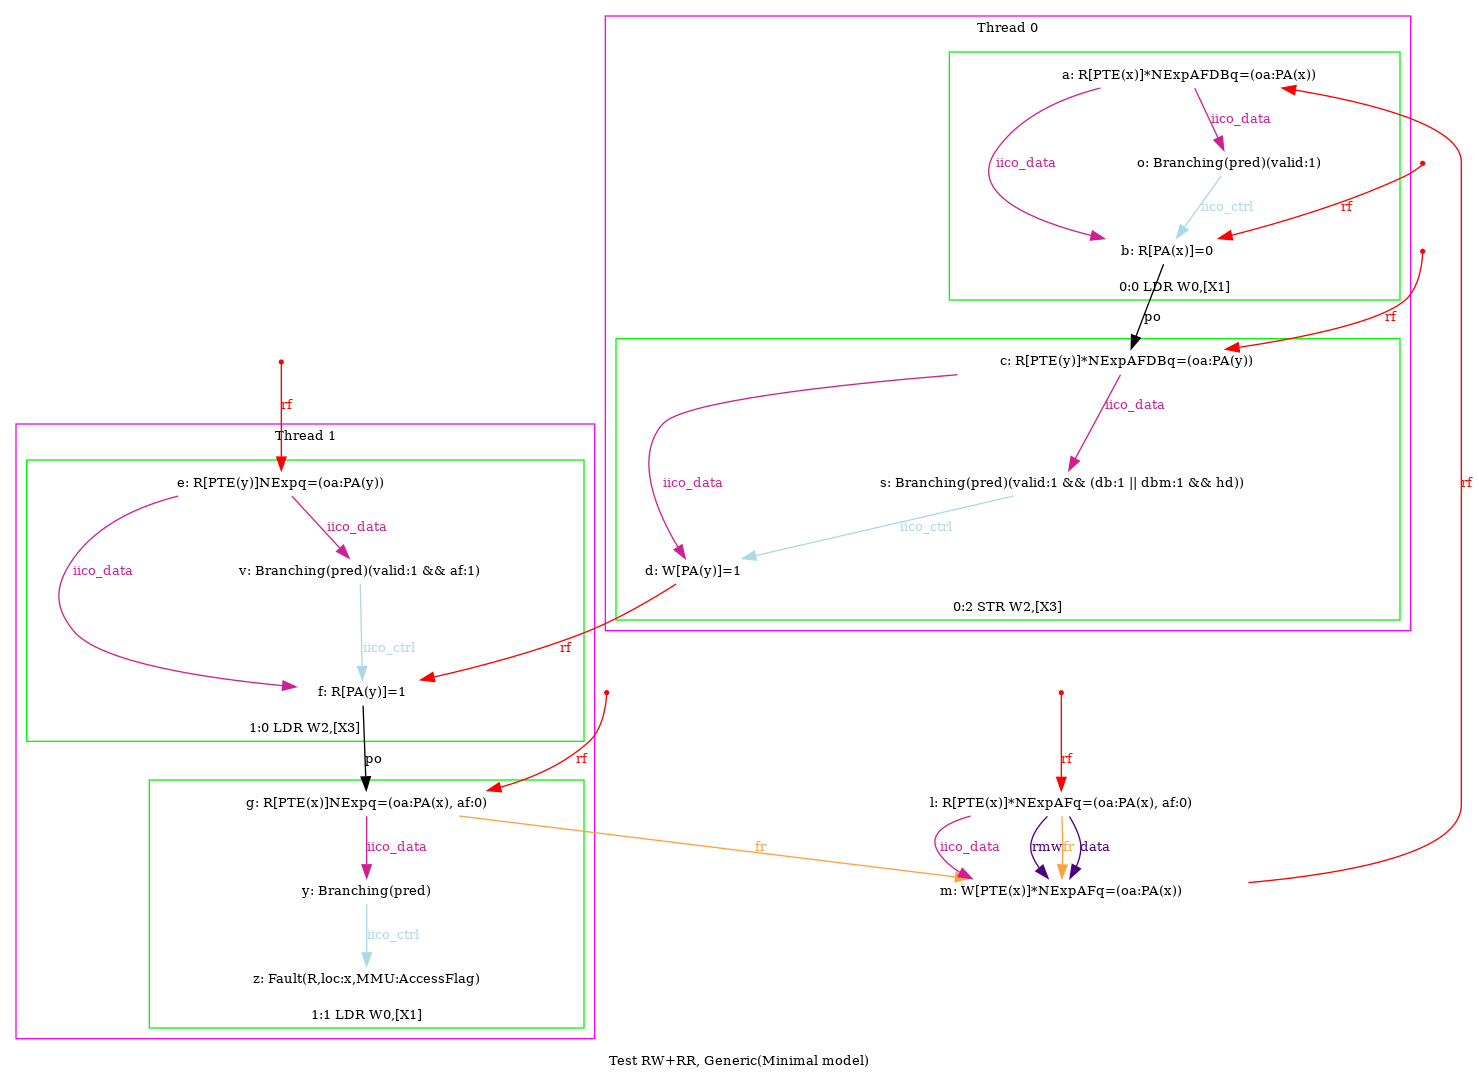 Thread 0
a: R[PTE(x)]*NExpAFDBq=(oa:PA(x))
iico_data
iico_data
o: Branching(pred)(valid:1)
iico_ctrl
rf
b: R[PA(x)]=0
0:0 LDR W0,[X1]
po
rf
c: R[PTE(y)]*NExpAFDBq=(oa:PA(y))
iico_data
iico_data
s: Branching(pred)(valid:1 && (db:1 || dbm:1 && hd))
iico_ctrl
d: W[PA(y)]=1
0:2 STR W2,[X3]
rf
rf
rf
Thread 1
e: R[PTE(y)]NExpq=(oa:PA(y))
iico_data
iico_data
v: Branching(pred)(valid:1 && af:1)
iico_ctrl
f: R[PA(y)]=1
1:0 LDR W2,[X3]
po
rf
g: R[PTE(x)]NExpq=(oa:PA(x), af:0)
iico_data
fr
y: Branching(pred)
iico_ctrl
z: Fault(R,loc:x,MMU:AccessFlag)
1:1 LDR W0,[X1]
rf
l: R[PTE(x)]*NExpAFq=(oa:PA(x), af:0)
iico_data
rmw
fr
data
m: W[PTE(x)]*NExpAFq=(oa:PA(x))
Test RW+RR, Generic(Minimal model)